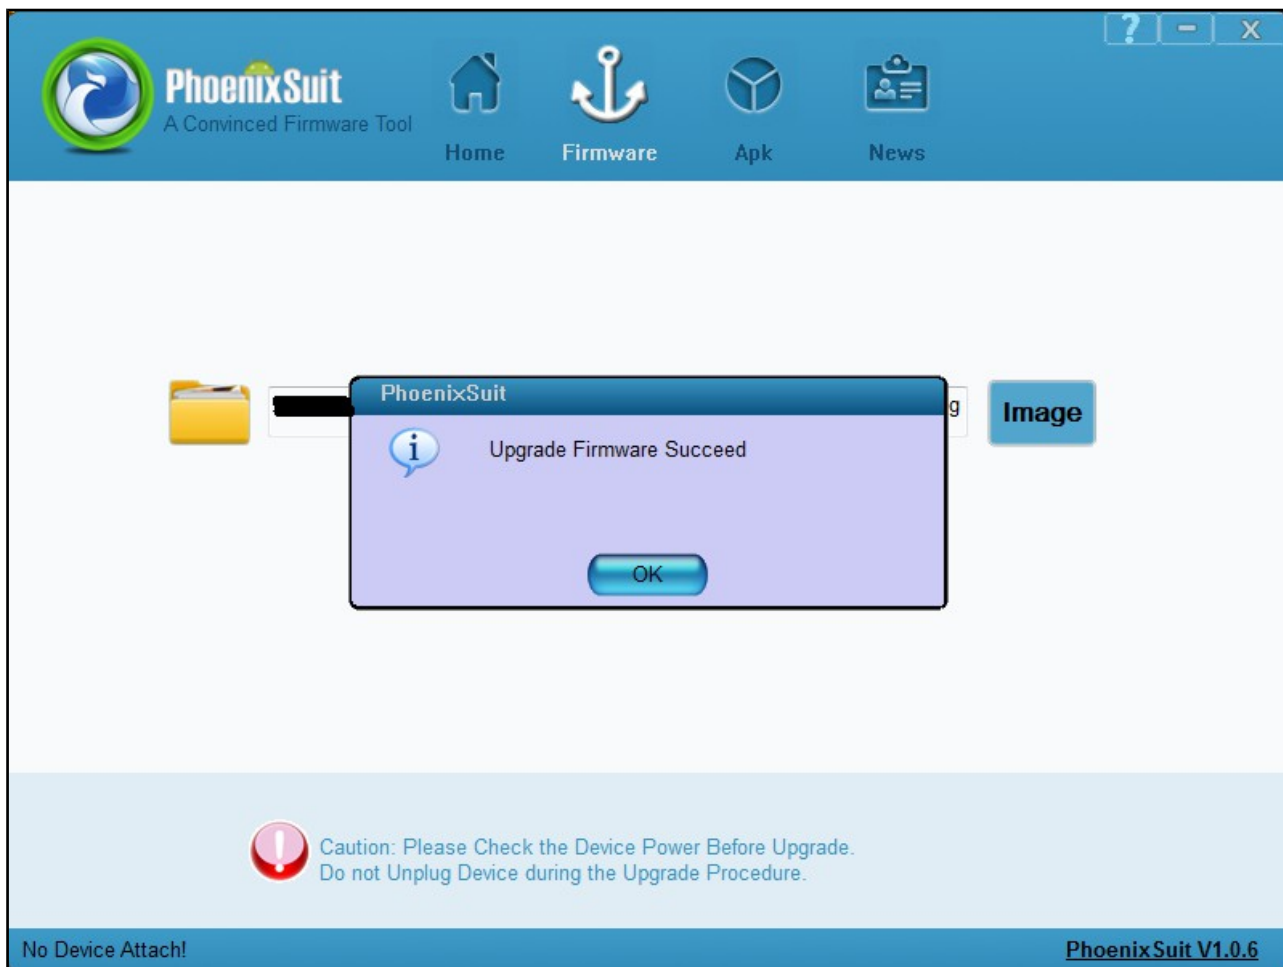 ? - X
PhoenixSuit
A Convinced Firmware Tool
Home Firmware Apk News
PhoenixSuit
g
Image
i
Upgrade Firmware Succeed
OK
!
Caution: Please Check the Device Power Before Upgrade.
Do not Unplug Device during the Upgrade Procedure.
No Device Attach!
PhoenixSuit V1.0.6